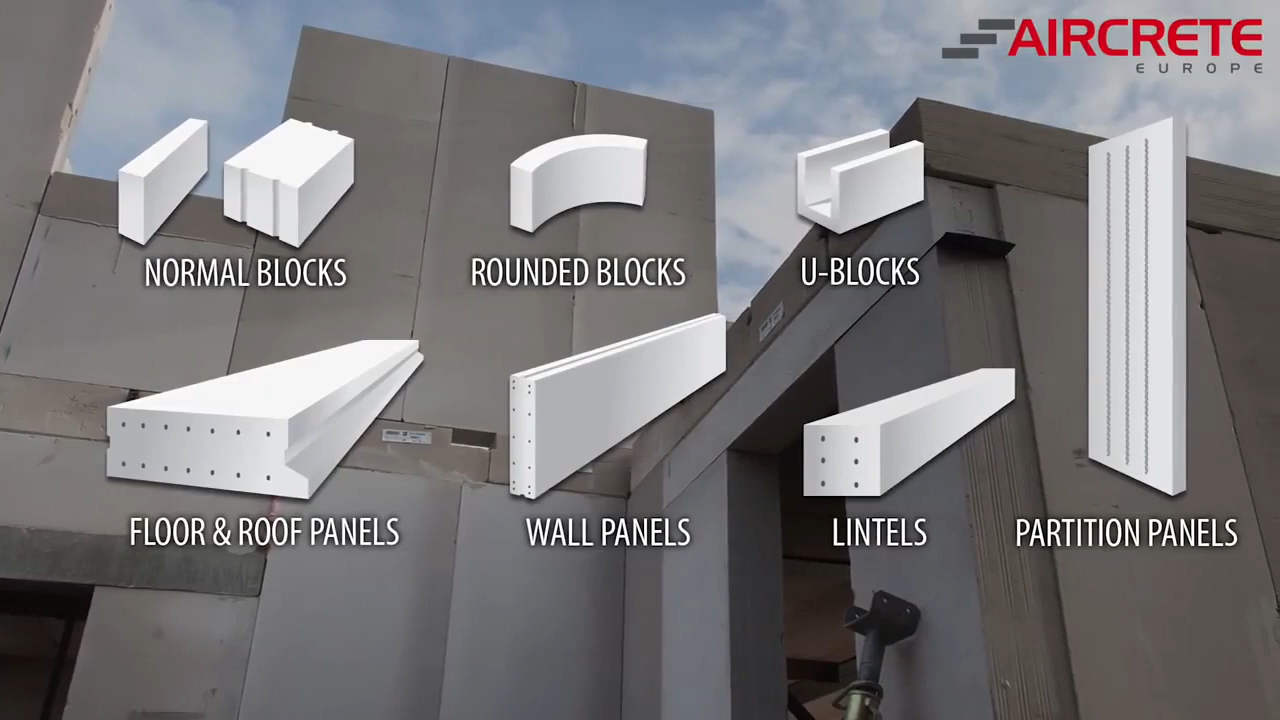 AIRCRETE
EUROPE
NORMAL BLOCKS
ROUNDED BLOCKS
U-BLOCKS
FLOOR & ROOF PANELS
WALL PANELS
LINTELS
PARTITION PANELS